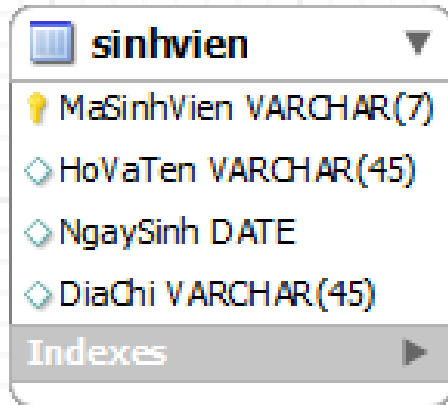 sinhvien
MaSinhVien VARCHAR(7)
HoVaTen VARCHAR(45)
NgaySinh DATE
DiaChi VARCHAR(45)
Indexes